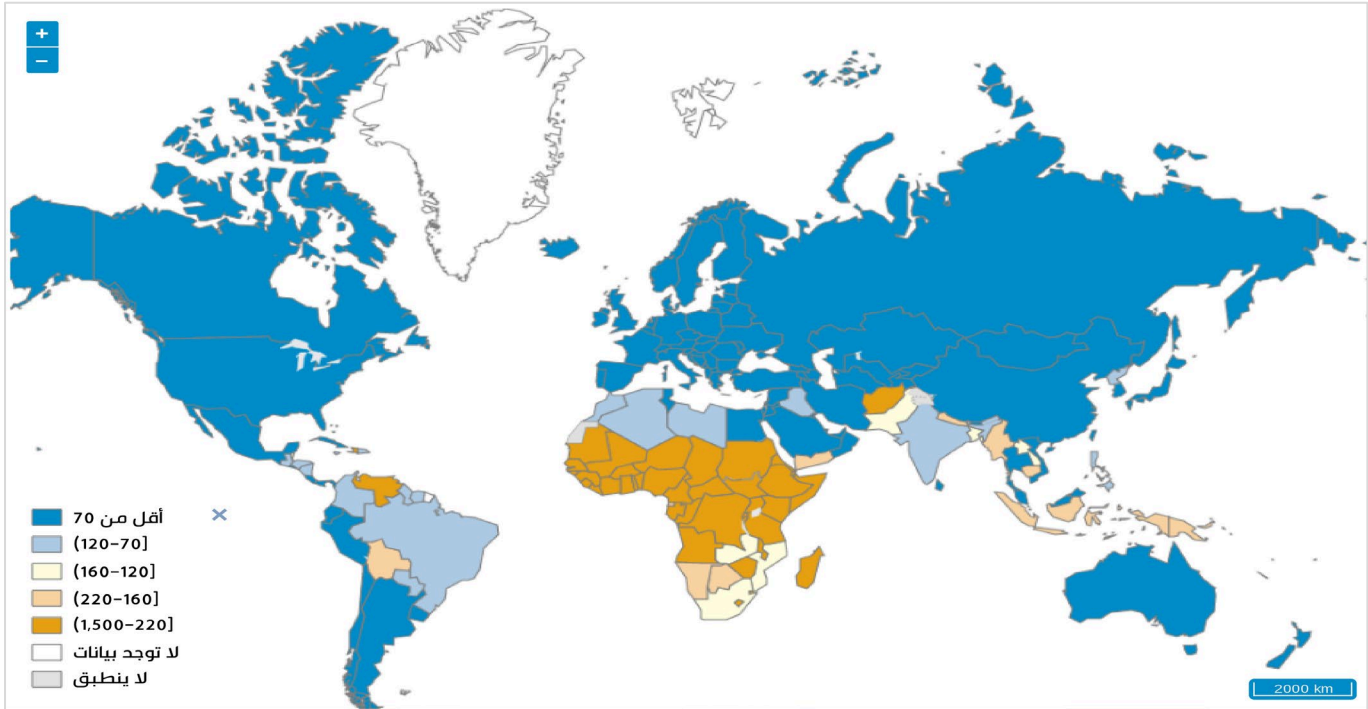 +
−
أقل من 70
(120–70]
(160–120]
(220–160]
(1,500–220]
لا توجد بيانات
لا ينطبق
2000 km